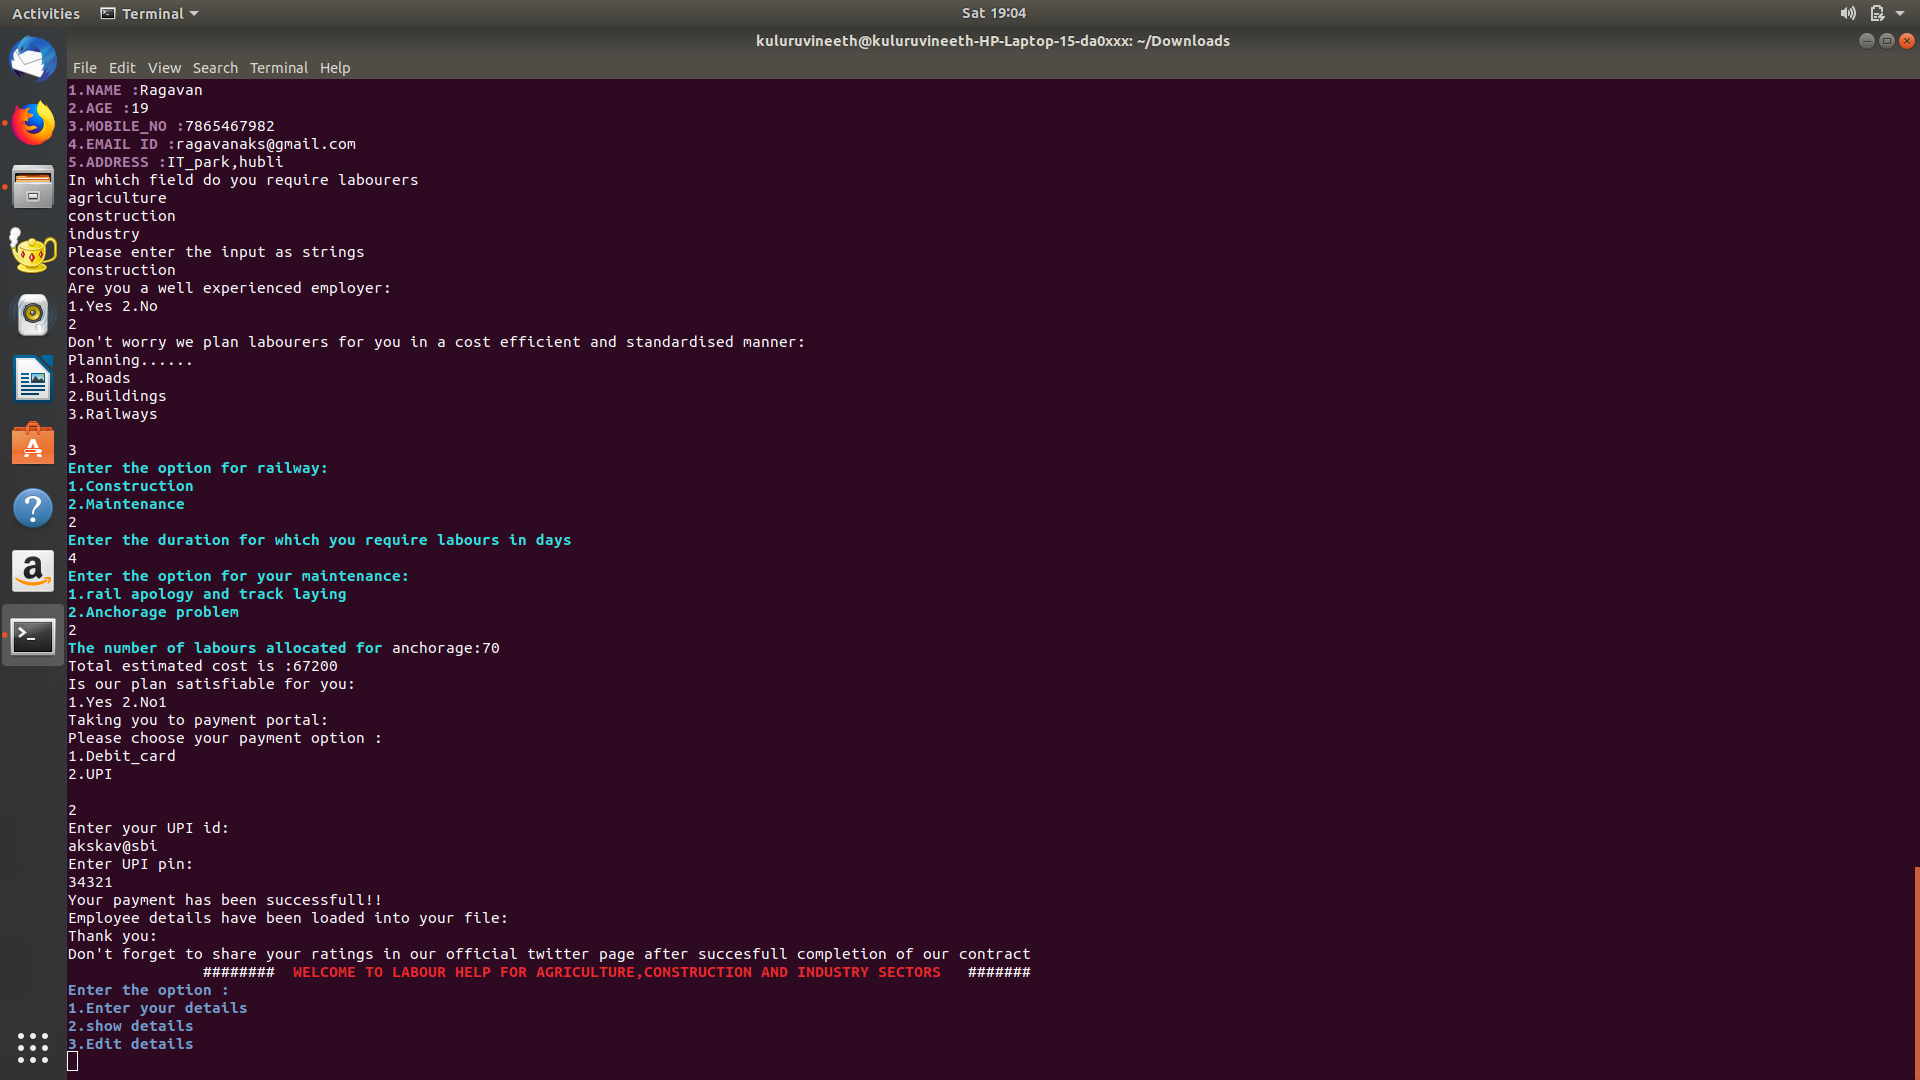 Activities Terminal Sat 19:04
kuluruvineeth@kuluruvineeth-HP-Laptop-15-da0xxx: ~/Downloads
File Edit View Search Terminal Help
1.NAME :Ragavan
2.AGE :19
3.MOBILE_NO :7865467982
4.EMAIL ID :ragavanaks@gmail.com
5.ADDRESS :IT_park,hubli
In which field do you require labourers
agriculture
construction
industry
Please enter the input as strings
construction
Are you a well experienced employer:
1.Yes 2.No
2
Don't worry we plan labourers for you in a cost efficient and standardised manner:
Planning......
1.Roads
2.Buildings
3.Railways
3
Enter the option for railway:
1.Construction
2.Maintenance
2
Enter the duration for which you require labours in days
4
Enter the option for your maintenance:
1.rail apology and track laying
2.Anchorage problem
2
The number of labours allocated for anchorage:70
Total estimated cost is :67200
Is our plan satisfiable for you:
1.Yes 2.No1
Taking you to payment portal:
Please choose your payment option :
1.Debit_card
2.UPI
2
Enter your UPI id:
akskav@sbi
Enter UPI pin:
34321
Your payment has been successfull!!
Employee details have been loaded into your file:
Thank you:
Don't forget to share your ratings in our official twitter page after succesfull completion of our contract
######## WELCOME TO LABOUR HELP FOR AGRICULTURE,CONSTRUCTION AND INDUSTRY SECTORS #######
Enter the option :
1.Enter your details
2.show details
3.Edit details